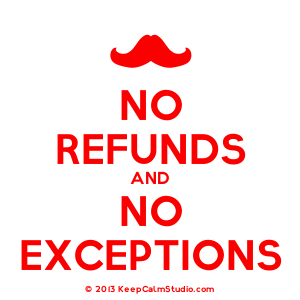 NO
REFUNDS
AND
NO
EXCEPTIONS
© 2013 KeepCalmStudio.com